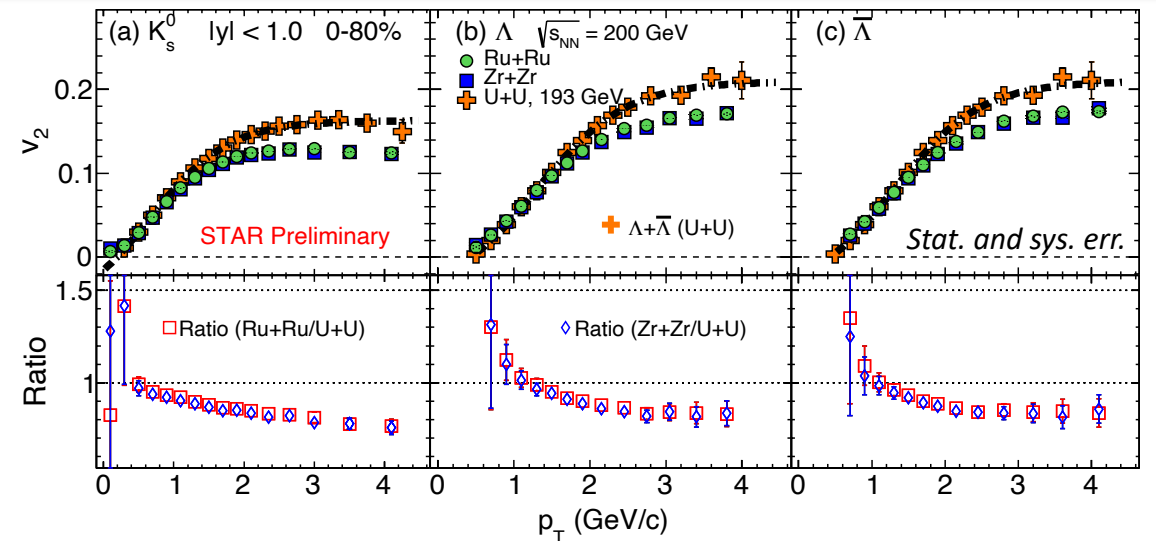 (a) K⁰ₛ |y| < 1.0 0-80%
(b) Λ √sNN = 200 GeV
(c) Λ̅
Ru+Ru
Zr+Zr
U+U, 193 GeV
v₂
0.2
0.1
0
STAR Preliminary
Λ+Λ̅ (U+U)
Stat. and sys. err.
Ratio
1.5
1
Ratio (Ru+Ru/U+U)
Ratio (Zr+Zr/U+U)
0 1 2 3 4 0 1 2 3 4 0 1 2 3 4
p_T (GeV/c)